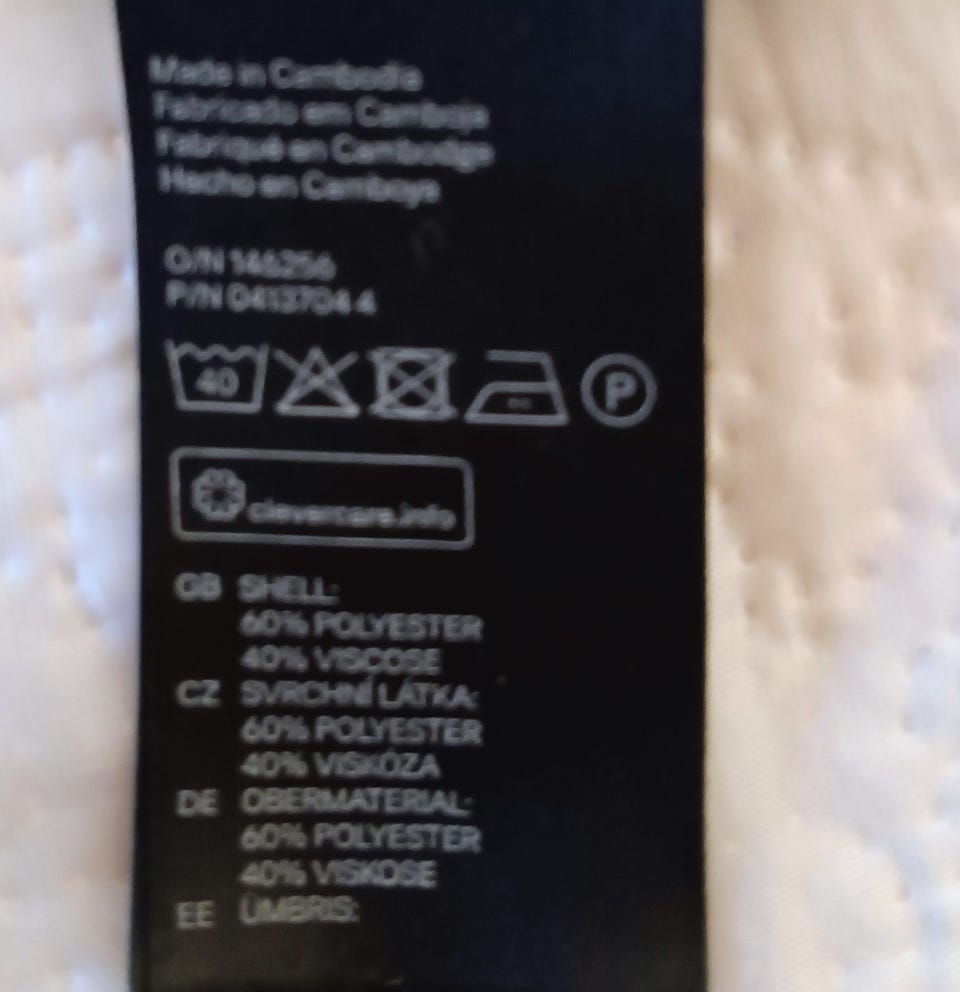 Made in Cambodia
Fabricado em Camboja
Fabriqué en Cambodge
Hecho en Camboya
O/N 146256
P/N 0413704 4
40
P
clevercare.info
GB SHELL:
60% POLYESTER
40% VISCOSE
CZ SVRCHNÍ LÁTKA:
60% POLYESTER
40% VISKÓZA
DE OBERMATERIAL:
60% POLYESTER
40% VISKOSE
EE ÜMBRIS: